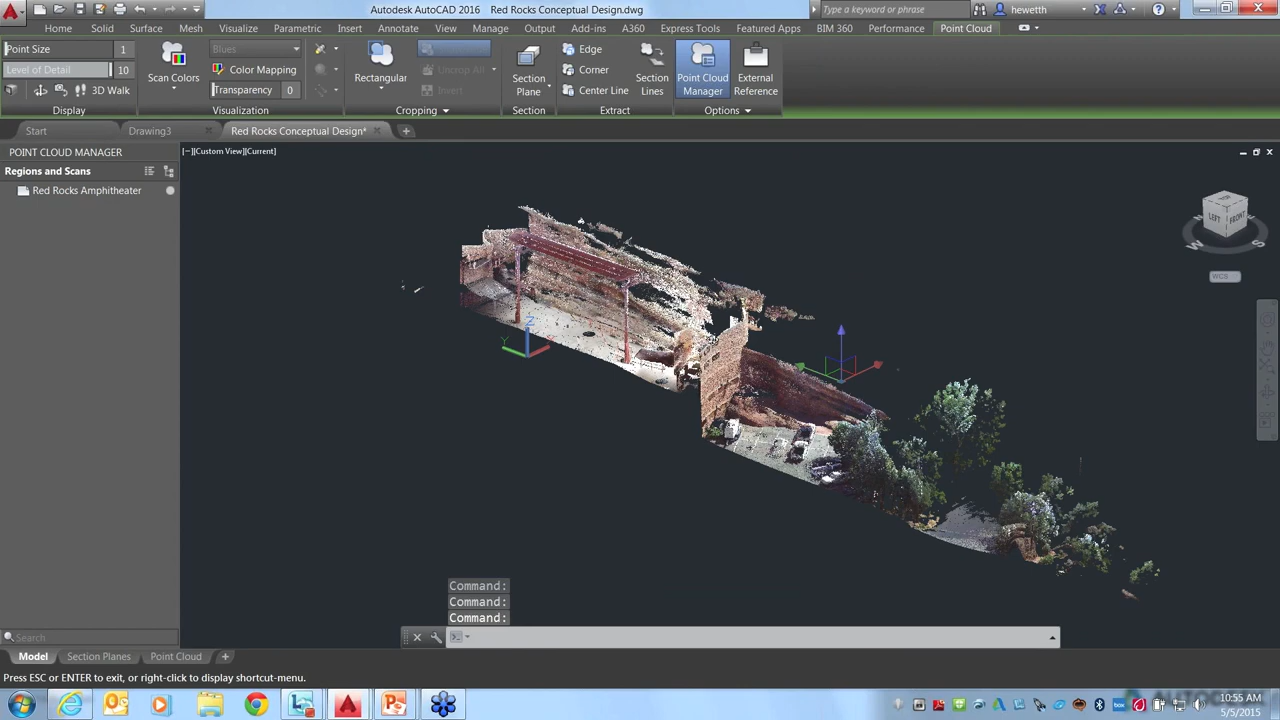 Autodesk AutoCAD 2016 Red Rocks Conceptual Design.dwg
Type a keyword or phrase
hewetth
Home Solid Surface Mesh Visualize Parametric Insert Annotate View Manage Output Add-ins A360 Express Tools Featured Apps BIM 360 Performance Point Cloud
Point Size 1
Level of Detail 10
3D Walk
Display
Scan Colors
Blues
Color Mapping
Transparency 0
Visualization
Rectangular
Uncrop All
Invert
Cropping
Section Plane
Section
Edge
Corner
Center Line
Section Lines
Extract
Point Cloud Manager
External Reference
Options
Start Drawing3 Red Rocks Conceptual Design*
POINT CLOUD MANAGER
Regions and Scans
Red Rocks Amphitheater
[−][Custom View][Current]
LEFT FRONT
W S
WCS
Z
Y
Command:
Command:
Command:
Search
Model Section Planes Point Cloud
Press ESC or ENTER to exit, or right-click to display shortcut-menu.
10:55 AM
5/5/2015